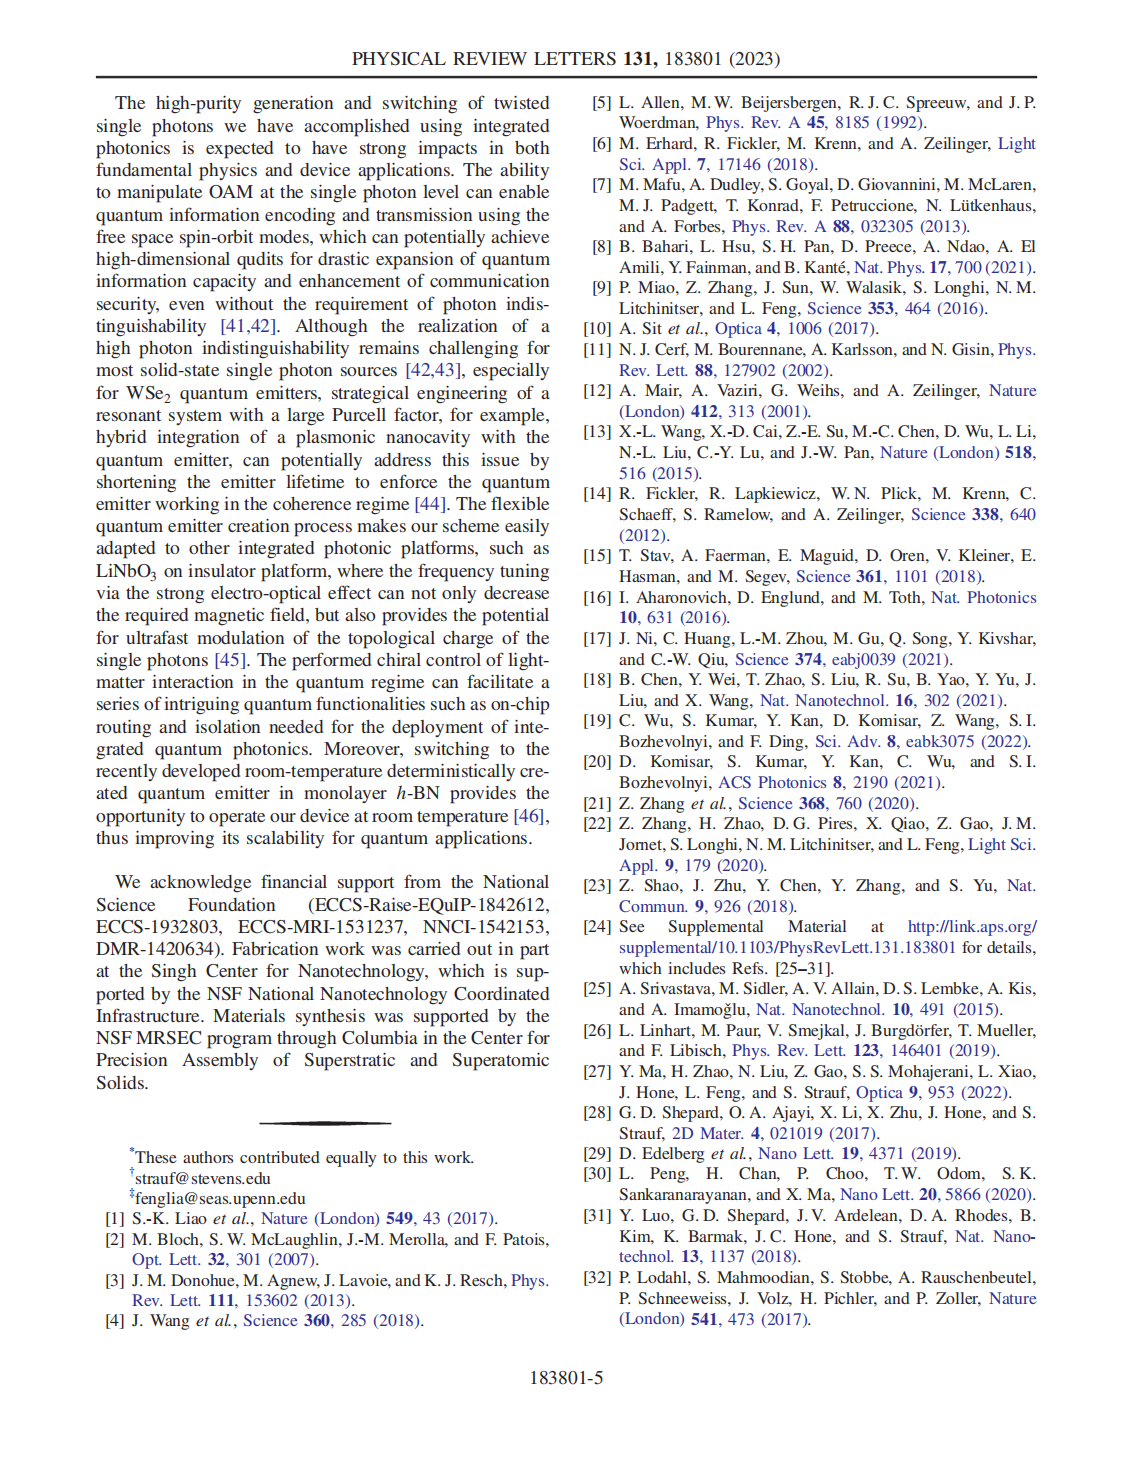 PHYSICAL REVIEW LETTERS 131, 183801 (2023)
The high-purity generation and switching of twisted
single photons we have accomplished using integrated
photonics is expected to have strong impacts in both
fundamental physics and device applications. The ability
to manipulate OAM at the single photon level can enable
quantum information encoding and transmission using the
free space spin-orbit modes, which can potentially achieve
high-dimensional qudits for drastic expansion of quantum
information capacity and enhancement of communication
security, even without the requirement of photon indis-
tinguishability [41,42]. Although the realization of a
high photon indistinguishability remains challenging for
most solid-state single photon sources [42,43], especially
for WSe₂ quantum emitters, strategical engineering of a
resonant system with a large Purcell factor, for example,
hybrid integration of a plasmonic nanocavity with the
quantum emitter, can potentially address this issue by
shortening the emitter lifetime to enforce the quantum
emitter working in the coherence regime [44]. The flexible
quantum emitter creation process makes our scheme easily
adapted to other integrated photonic platforms, such as
LiNbO₃ on insulator platform, where the frequency tuning
via the strong electro-optical effect can not only decrease
the required magnetic field, but also provides the potential
for ultrafast modulation of the topological charge of the
single photons [45]. The performed chiral control of light-
matter interaction in the quantum regime can facilitate a
series of intriguing quantum functionalities such as on-chip
routing and isolation needed for the deployment of inte-
grated quantum photonics. Moreover, switching to the
recently developed room-temperature deterministically cre-
ated quantum emitter in monolayer h-BN provides the
opportunity to operate our device at room temperature [46],
thus improving its scalability for quantum applications.
We acknowledge financial support from the National
Science Foundation (ECCS-Raise-EQuIP-1842612,
ECCS-1932803, ECCS-MRI-1531237, NNCI-1542153,
DMR-1420634). Fabrication work was carried out in part
at the Singh Center for Nanotechnology, which is sup-
ported by the NSF National Nanotechnology Coordinated
Infrastructure. Materials synthesis was supported by the
NSF MRSEC program through Columbia in the Center for
Precision Assembly of Superstratic and Superatomic
Solids.
*These authors contributed equally to this work.
†strauf@stevens.edu
‡fenglia@seas.upenn.edu
[1] S.-K. Liao et al., Nature (London) 549, 43 (2017).
[2] M. Bloch, S. W. McLaughlin, J.-M. Merolla, and F. Patois,
Opt. Lett. 32, 301 (2007).
[3] J. M. Donohue, M. Agnew, J. Lavoie, and K. J. Resch, Phys.
Rev. Lett. 111, 153602 (2013).
[4] J. Wang et al., Science 360, 285 (2018).
[5] L. Allen, M. W. Beijersbergen, R. J. C. Spreeuw, and J. P.
Woerdman, Phys. Rev. A 45, 8185 (1992).
[6] M. Erhard, R. Fickler, M. Krenn, and A. Zeilinger, Light
Sci. Appl. 7, 17146 (2018).
[7] M. Mafu, A. Dudley, S. Goyal, D. Giovannini, M. McLaren,
M. J. Padgett, T. Konrad, F. Petruccione, N. Lütkenhaus,
and A. Forbes, Phys. Rev. A 88, 032305 (2013).
[8] B. Bahari, L. Hsu, S. H. Pan, D. Preece, A. Ndao, A. El
Amili, Y. Fainman, and B. Kanté, Nat. Phys. 17, 700 (2021).
[9] P. Miao, Z. Zhang, J. Sun, W. Walasik, S. Longhi, N. M.
Litchinitser, and L. Feng, Science 353, 464 (2016).
[10] A. Sit et al., Optica 4, 1006 (2017).
[11] N. J. Cerf, M. Bourennane, A. Karlsson, and N. Gisin, Phys.
Rev. Lett. 88, 127902 (2002).
[12] A. Mair, A. Vaziri, G. Weihs, and A. Zeilinger, Nature
(London) 412, 313 (2001).
[13] X.-L. Wang, X.-D. Cai, Z.-E. Su, M.-C. Chen, D. Wu, L. Li,
N.-L. Liu, C.-Y. Lu, and J.-W. Pan, Nature (London) 518,
516 (2015).
[14] R. Fickler, R. Lapkiewicz, W. N. Plick, M. Krenn, C.
Schaeff, S. Ramelow, and A. Zeilinger, Science 338, 640
(2012).
[15] T. Stav, A. Faerman, E. Maguid, D. Oren, V. Kleiner, E.
Hasman, and M. Segev, Science 361, 1101 (2018).
[16] I. Aharonovich, D. Englund, and M. Toth, Nat. Photonics
10, 631 (2016).
[17] J. Ni, C. Huang, L.-M. Zhou, M. Gu, Q. Song, Y. Kivshar,
and C.-W. Qiu, Science 374, eabj0039 (2021).
[18] B. Chen, Y. Wei, T. Zhao, S. Liu, R. Su, B. Yao, Y. Yu, J.
Liu, and X. Wang, Nat. Nanotechnol. 16, 302 (2021).
[19] C. Wu, S. Kumar, Y. Kan, D. Komisar, Z. Wang, S. I.
Bozhevolnyi, and F. Ding, Sci. Adv. 8, eabk3075 (2022).
[20] D. Komisar, S. Kumar, Y. Kan, C. Wu, and S. I.
Bozhevolnyi, ACS Photonics 8, 2190 (2021).
[21] Z. Zhang et al., Science 368, 760 (2020).
[22] Z. Zhang, H. Zhao, D. G. Pires, X. Qiao, Z. Gao, J. M.
Jornet, S. Longhi, N. M. Litchinitser, and L. Feng, Light Sci.
Appl. 9, 179 (2020).
[23] Z. Shao, J. Zhu, Y. Chen, Y. Zhang, and S. Yu, Nat.
Commun. 9, 926 (2018).
[24] See Supplemental Material at http://link.aps.org/
supplemental/10.1103/PhysRevLett.131.183801 for details,
which includes Refs. [25–31].
[25] A. Srivastava, M. Sidler, A. V. Allain, D. S. Lembke, A. Kis,
and A. Imamoğlu, Nat. Nanotechnol. 10, 491 (2015).
[26] L. Linhart, M. Paur, V. Smejkal, J. Burgdörfer, T. Mueller,
and F. Libisch, Phys. Rev. Lett. 123, 146401 (2019).
[27] Y. Ma, H. Zhao, N. Liu, Z. Gao, S. S. Mohajerani, L. Xiao,
J. Hone, L. Feng, and S. Strauf, Optica 9, 953 (2022).
[28] G. D. Shepard, O. A. Ajayi, X. Li, X. Zhu, J. Hone, and S.
Strauf, 2D Mater. 4, 021019 (2017).
[29] D. Edelberg et al., Nano Lett. 19, 4371 (2019).
[30] L. Peng, H. Chan, P. Choo, T. W. Odom, S. K.
Sankaranarayanan, and X. Ma, Nano Lett. 20, 5866 (2020).
[31] Y. Luo, G. D. Shepard, J. V. Ardelean, D. A. Rhodes, B.
Kim, K. Barmak, J. C. Hone, and S. Strauf, Nat. Nano-
technol. 13, 1137 (2018).
[32] P. Lodahl, S. Mahmoodian, S. Stobbe, A. Rauschenbeutel,
P. Schneeweiss, J. Volz, H. Pichler, and P. Zoller, Nature
(London) 541, 473 (2017).
183801-5